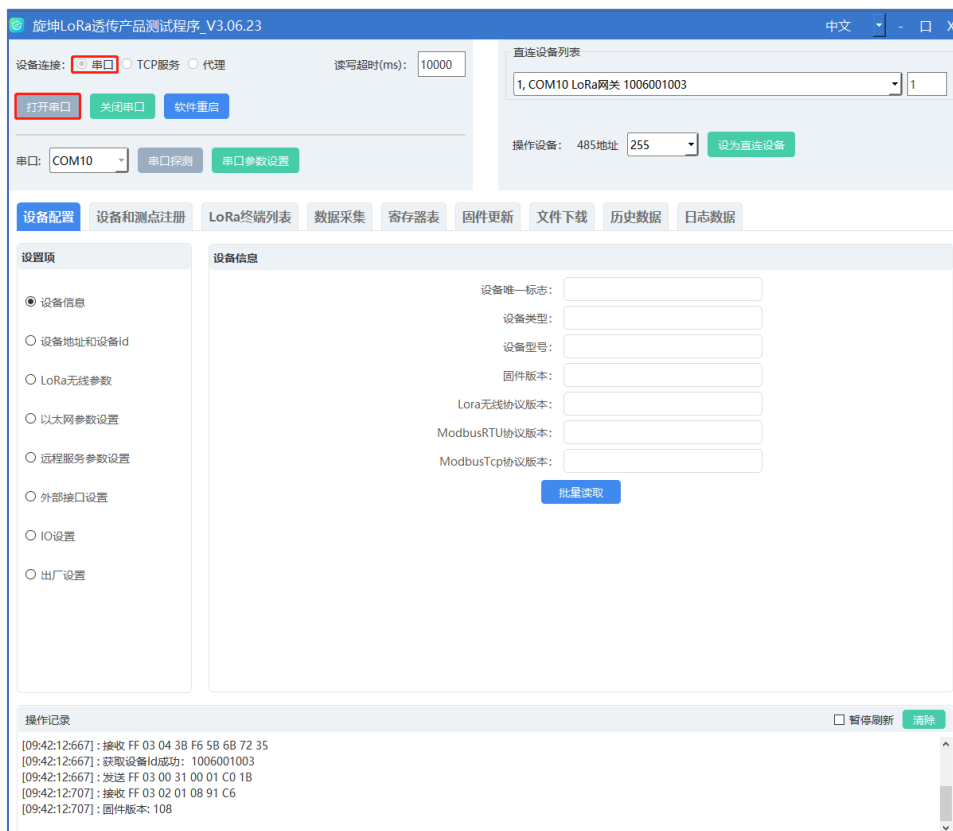 旋坤LoRa透传产品测试程序_V3.06.23 中文 - 口 X
设备连接: 串口 TCP服务 代理 读写超时(ms): 10000
打开串口 关闭串口 软件重启
串口: COM10 串口探测 串口参数设置
直连设备列表
1, COM10 LoRa网关 1006001003 1
操作设备: 485地址 255 设为直连设备
设备配置 设备和测点注册 LoRa终端列表 数据采集 寄存器表 固件更新 文件下载 历史数据 日志数据
设置项
设备信息
设备地址和设备id
LoRa无线参数
以太网参数设置
远程服务参数设置
外部接口设置
IO设置
出厂设置
设备信息
设备唯一标志:
设备类型:
设备型号:
固件版本:
Lora无线协议版本:
ModbusRTU协议版本:
ModbusTcp协议版本:
批量读取
操作记录 暂停刷新 清除
[09:42:12:667] : 接收 FF 03 04 3B F6 5B 6B 72 35
[09:42:12:667] : 获取设备Id成功: 1006001003
[09:42:12:667] : 发送 FF 03 00 31 00 01 C0 1B
[09:42:12:707] : 接收 FF 03 02 01 08 91 C6
[09:42:12:707] : 固件版本: 108